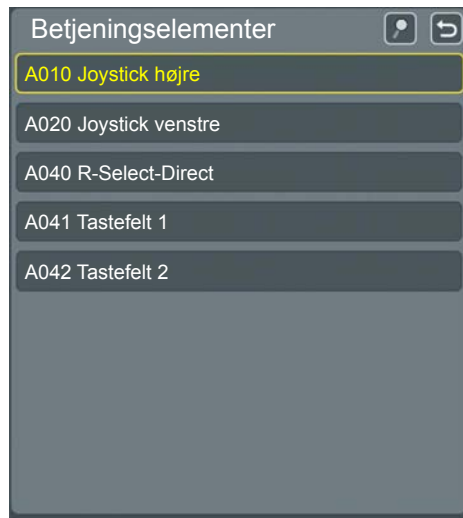 Betjeningselementer
A010 Joystick højre
A020 Joystick venstre
A040 R-Select-Direct
A041 Tastefelt 1
A042 Tastefelt 2